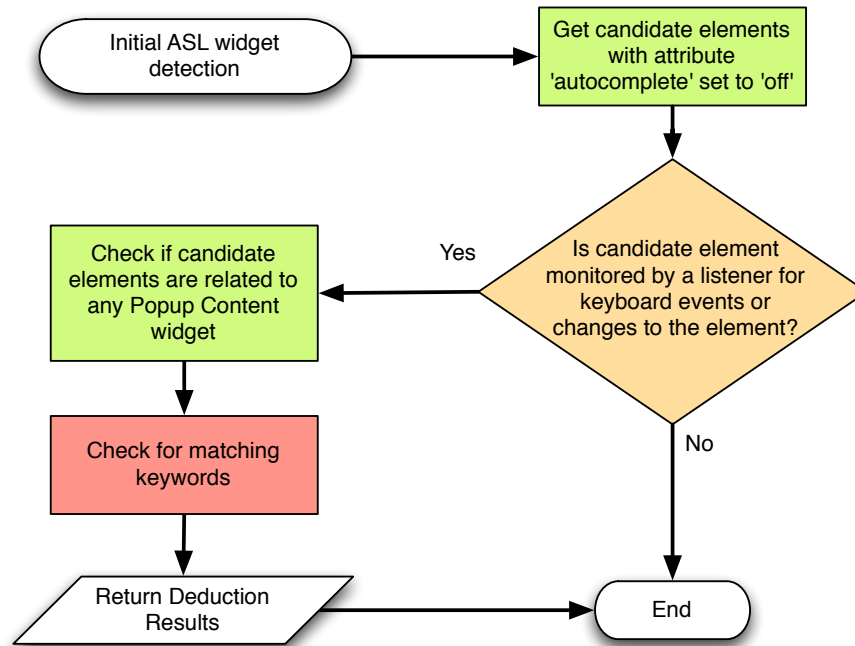 Initial ASL widget
detection
Get candidate elements
with attribute
'autocomplete' set to 'off'
Is candidate element
monitored by a listener for
keyboard events or
changes to the element?
Yes
Check if candidate
elements are related to
any Popup Content
widget
Check for matching
keywords
No
Return Deduction
Results
End